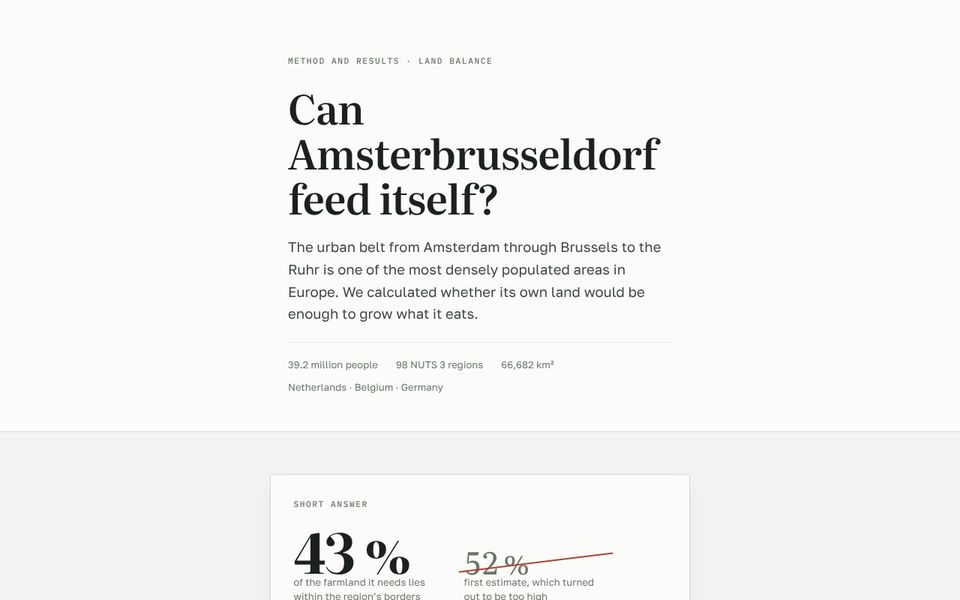 METHOD AND RESULTS · LAND BALANCE
Can
Amsterbrusseldorf
feed itself?
The urban belt from Amsterdam through Brussels to the
Ruhr is one of the most densely populated areas in
Europe. We calculated whether its own land would be
enough to grow what it eats.
39.2 million people 98 NUTS 3 regions 66,682 km²
Netherlands · Belgium · Germany
SHORT ANSWER
43 %
of the farmland it needs lies
within the region's borders
52 %
first estimate, which turned
out to be too high